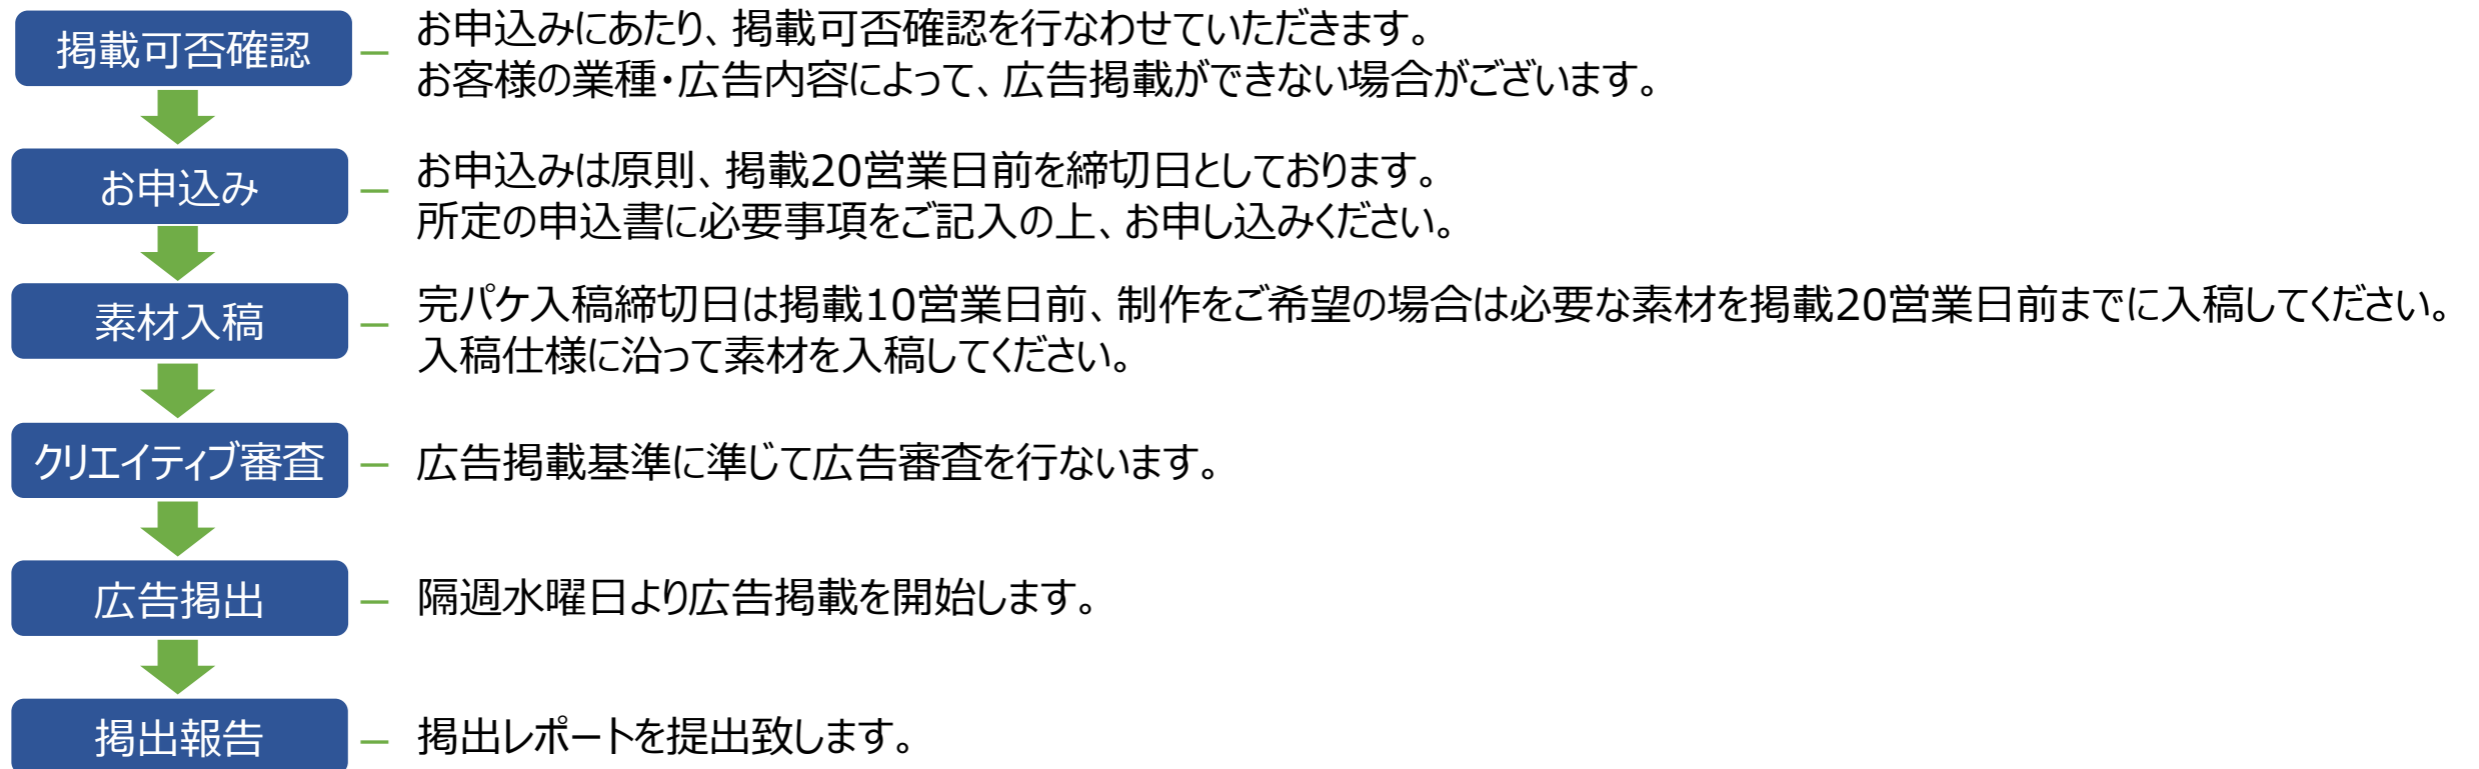 掲載可否確認
お申込みにあたり、掲載可否確認を行なわせていただきます。
お客様の業種・広告内容によって、広告掲載ができない場合がございます。
お申込み
お申込みは原則、掲載20営業日前を締切日としております。
所定の申込書に必要事項をご記入の上、お申し込みください。
素材入稿
完パケ入稿締切日は掲載10営業日前、制作をご希望の場合は必要な素材を掲載20営業日前までに入稿してください。
入稿仕様に沿って素材を入稿してください。
クリエイティブ審査
広告掲載基準に準じて広告審査を行ないます。
広告掲出
隔週水曜日より広告掲載を開始します。
掲出報告
掲出レポートを提出致します。